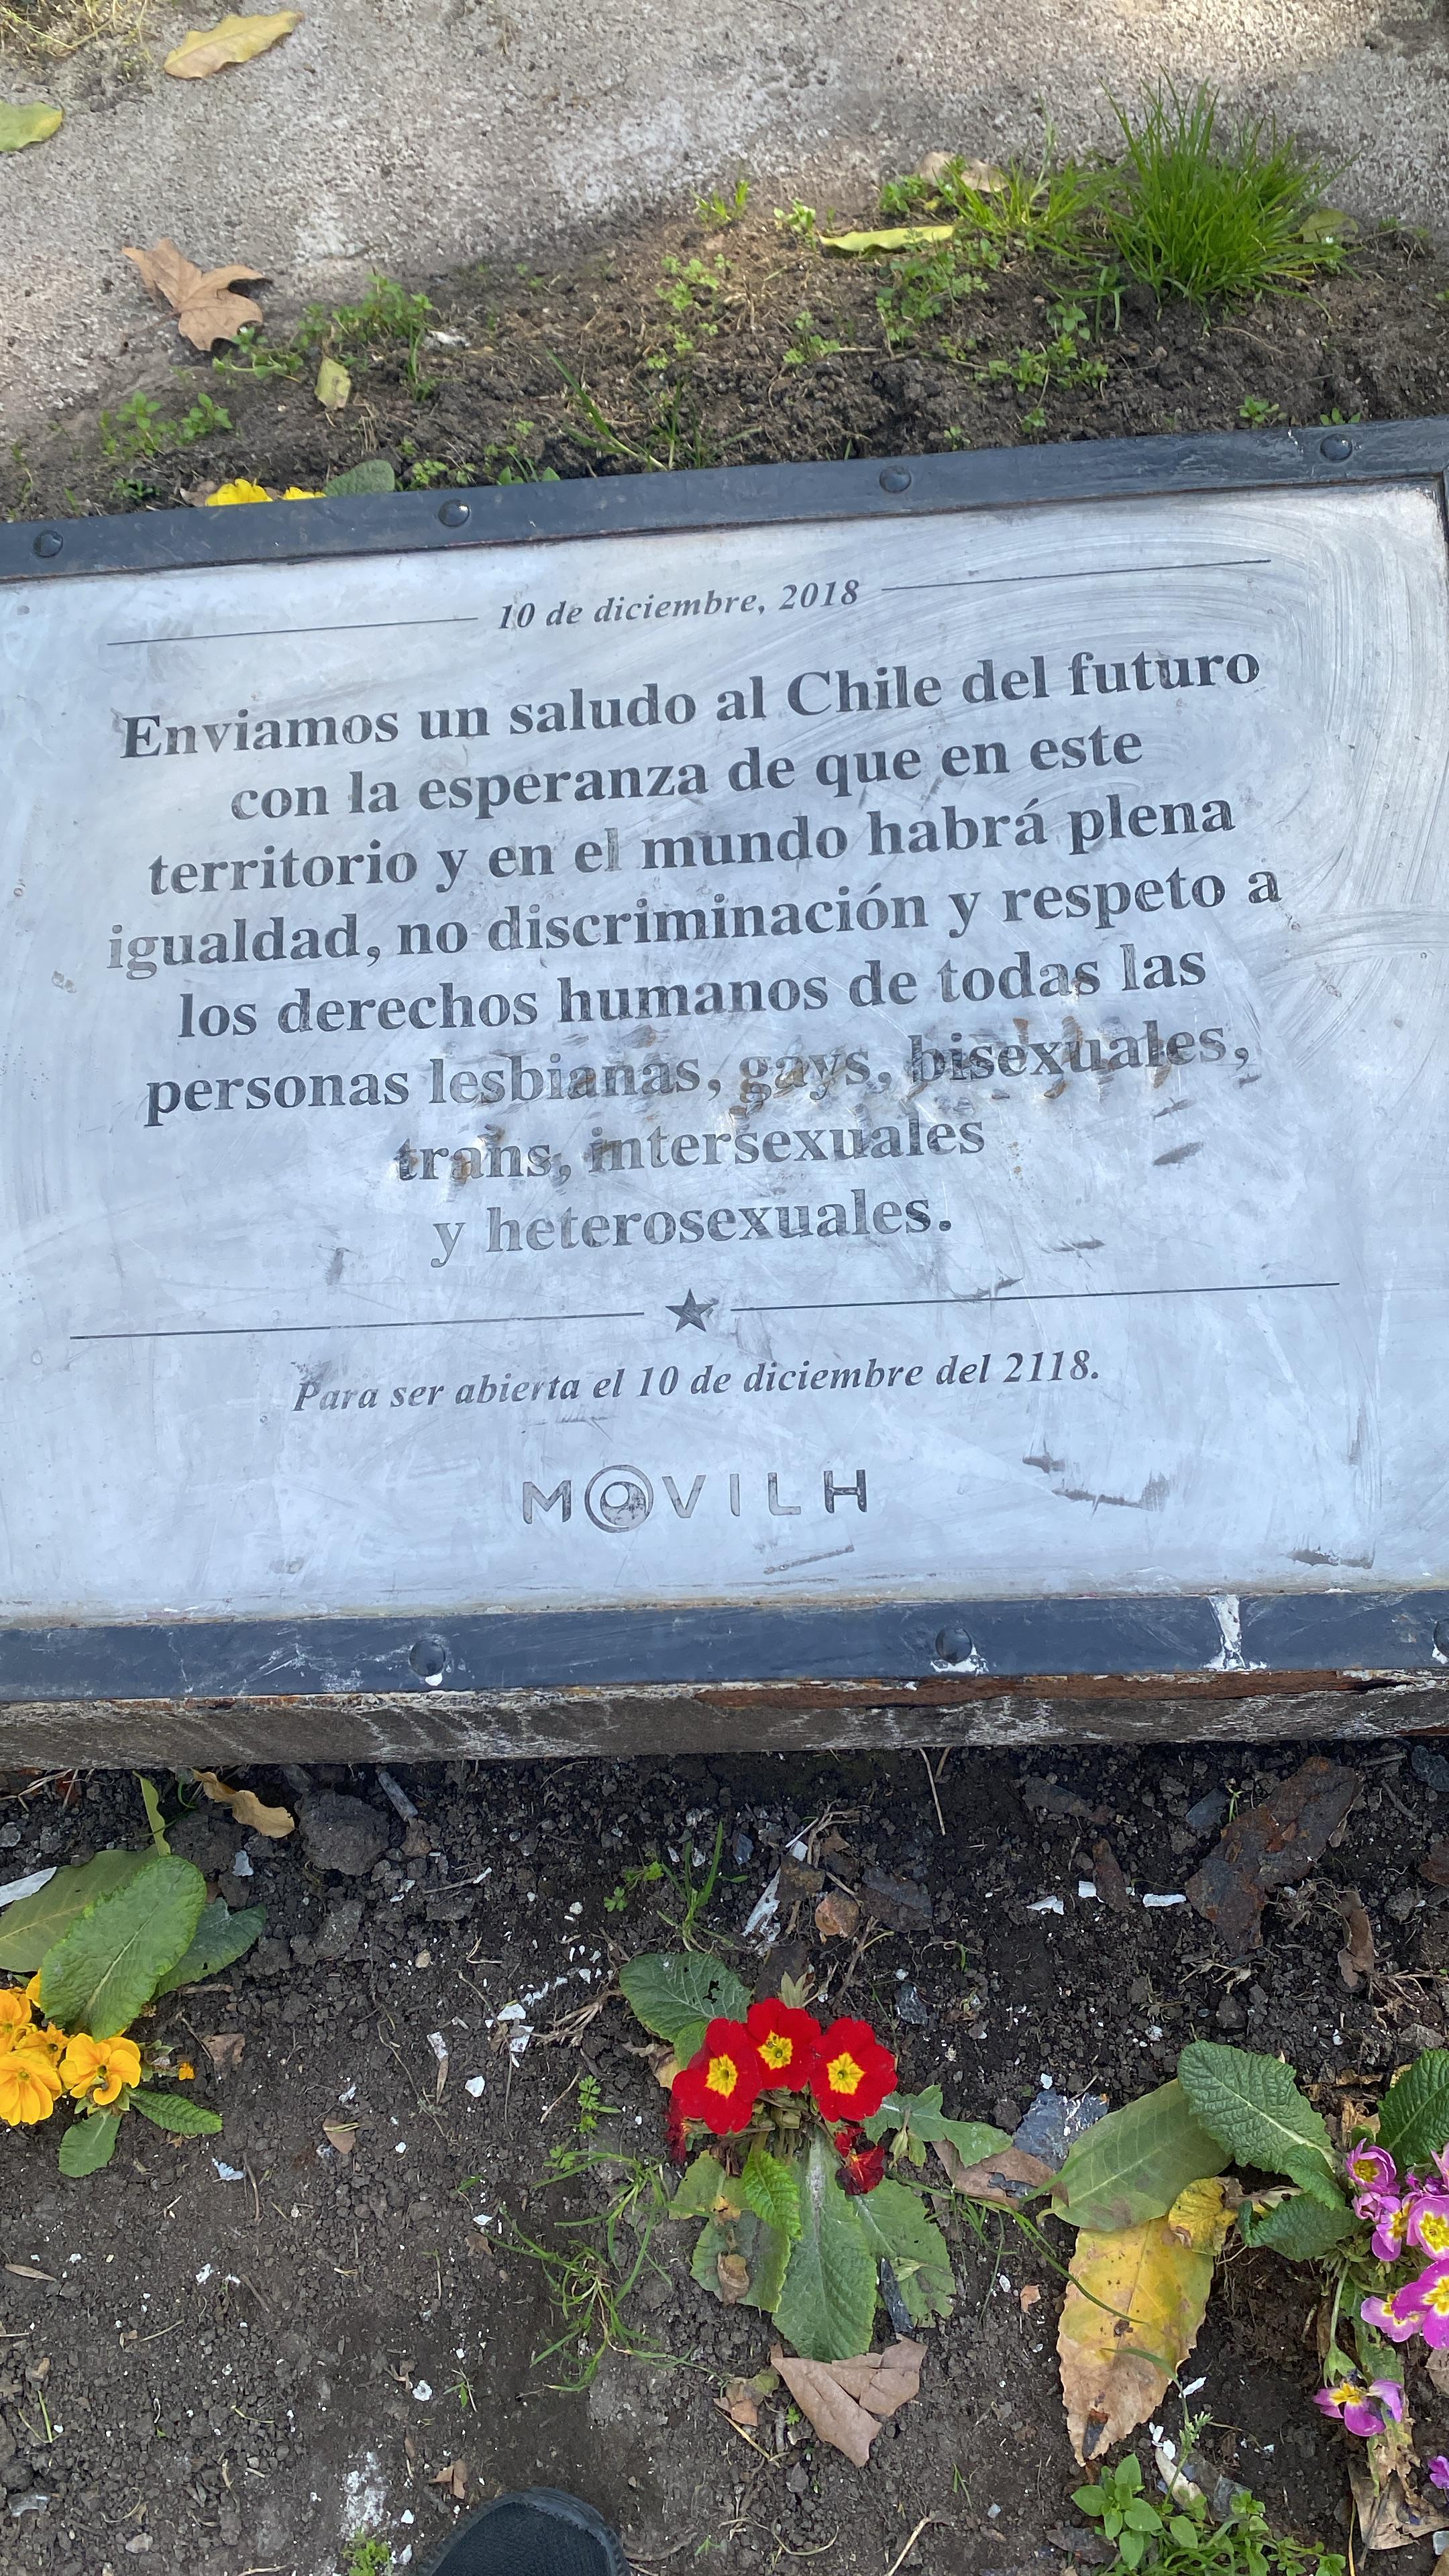 10 de diciembre, 2018
Enviamos un saludo al Chile del futuro
con la esperanza de que en este
territorio y en el mundo habrá plena
igualdad, no discriminación y respeto a
los derechos humanos de todas las
personas lesbianas, gays, bisexuales,
trans, intersexuales
y heterosexuales.
Para ser abierta el 10 de diciembre del 2118.
MOVILH